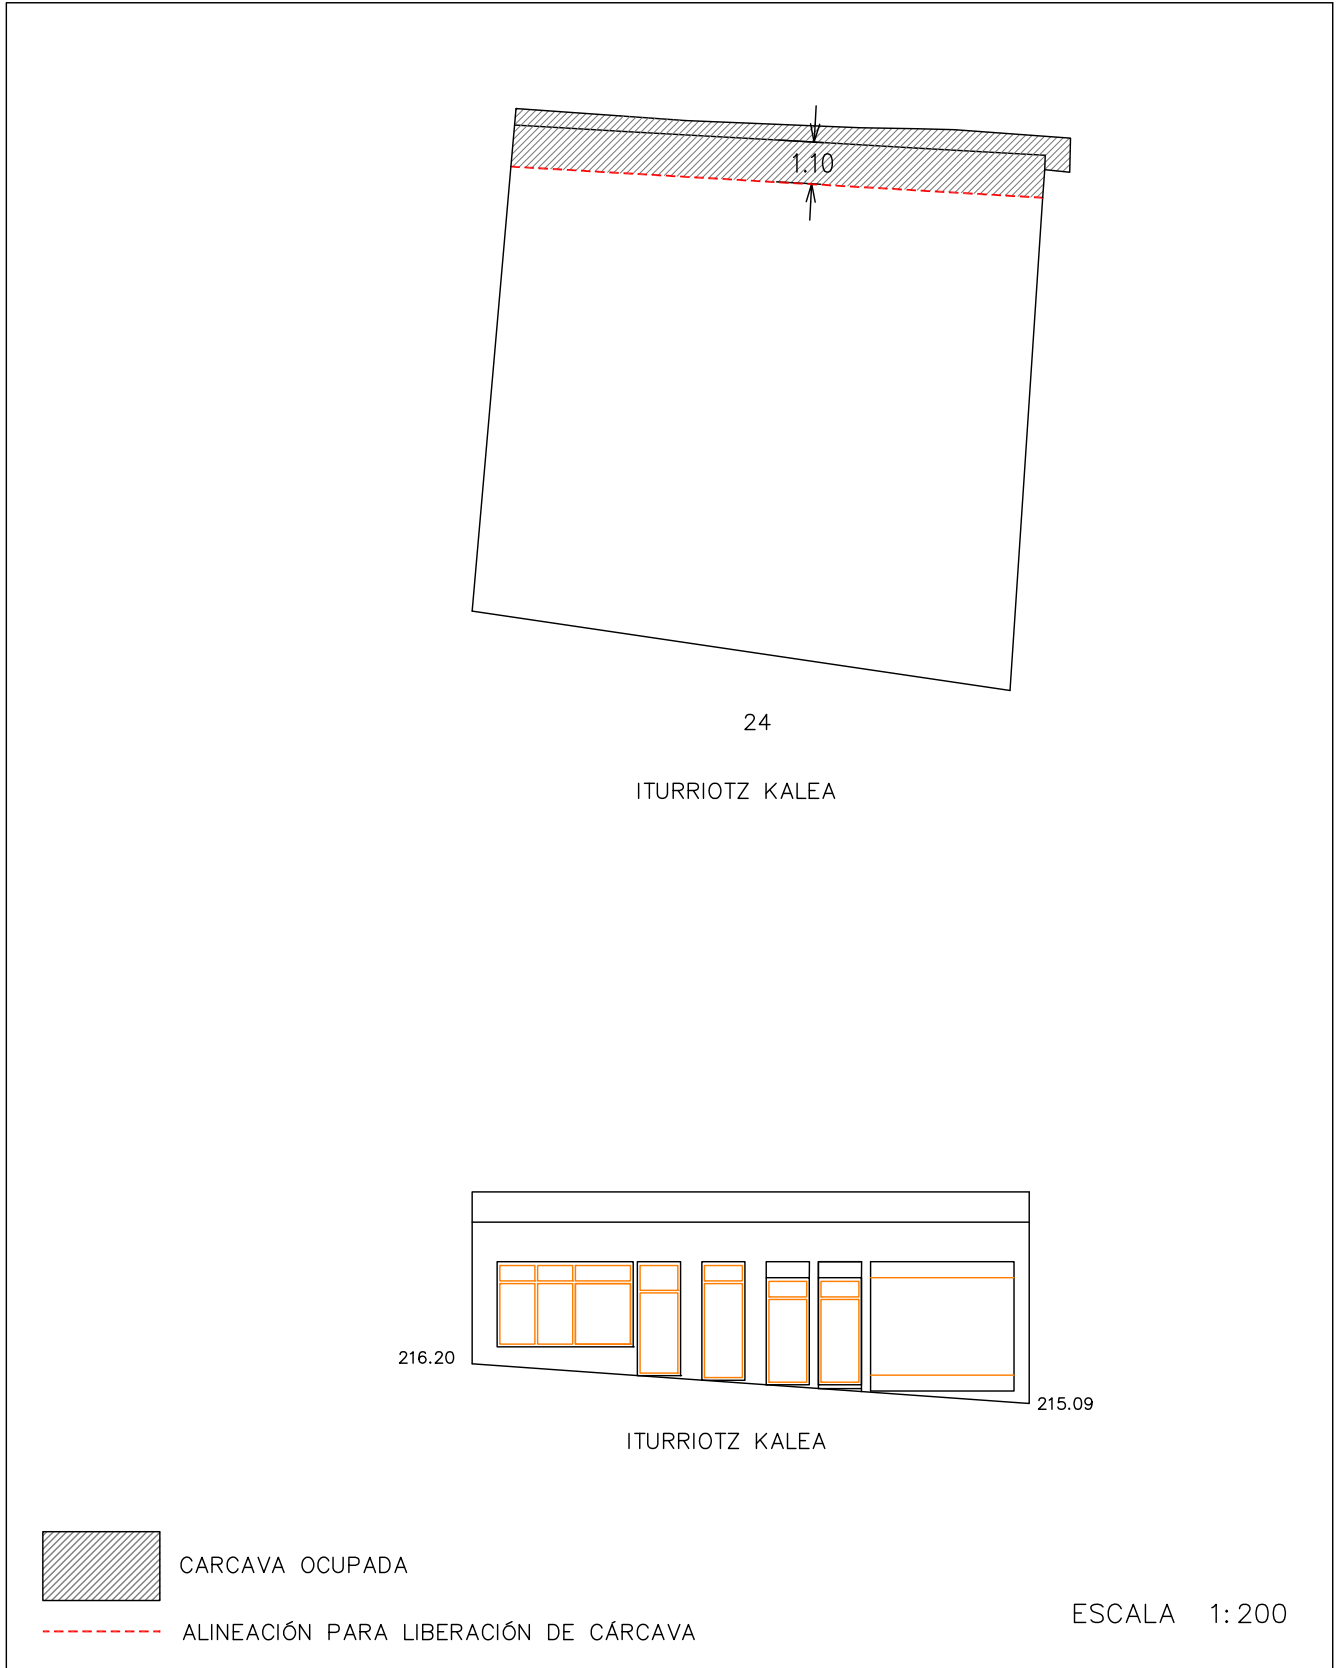 1.10
24
ITURRIOTZ KALEA
216.20
215.09
ITURRIOTZ KALEA
CARCAVA OCUPADA
ALINEACIÓN PARA LIBERACIÓN DE CÁRCAVA
ESCALA 1:200